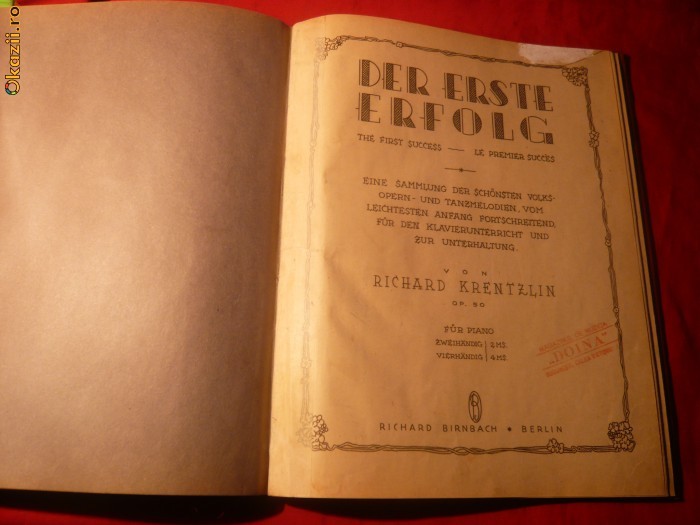 Okazii.ro
DER ERSTE
ERFOLG
THE FIRST SUCCESS — LE PREMIER SUCCÈS
EINE SAMMLUNG DER SCHÖNSTEN VOLKS-
OPERN- UND TANZMELODIEN, VOM
LEICHTESTEN ANFANG FORTSCHREITEND,
FÜR DEN KLAVIERUNTERRICHT UND
ZUR UNTERHALTUNG.
VON
RICHARD KRENTZLIN
OP. 80
FÜR PIANO
ZWEIHÄNDIG 2 MS.
VIERHÄNDIG 4 MS.
"DOINA"
RICHARD BIRNBACH • BERLIN